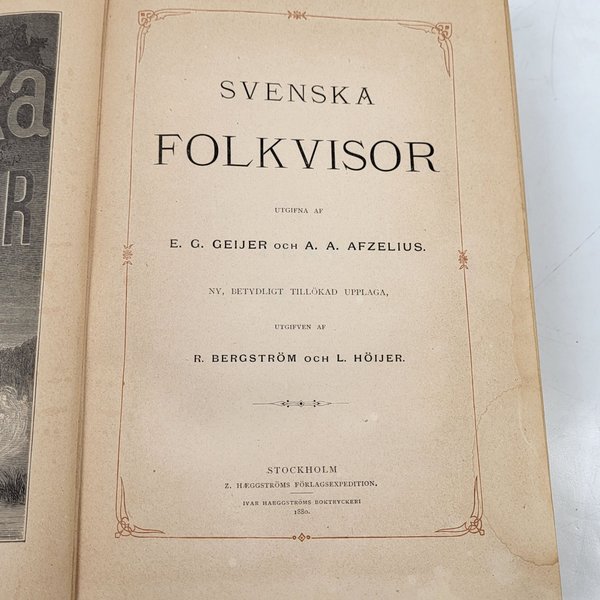 ka
R
SVENSKA
FOLKVISOR
UTGIFNA AF
E. G. GEIJER OCH A. A. AFZELIUS.
NY, BETYDLIGT TILLÖKAD UPPLAGA,
UTGIFVEN AF
R. BERGSTRÖM OCH L. HÖIJER.
STOCKHOLM
Z. HÆGGSTRÖMS FÖRLAGSEXPEDITION.
IVAR HÆGGSTRÖMS BOKTRYCKERI
1880.